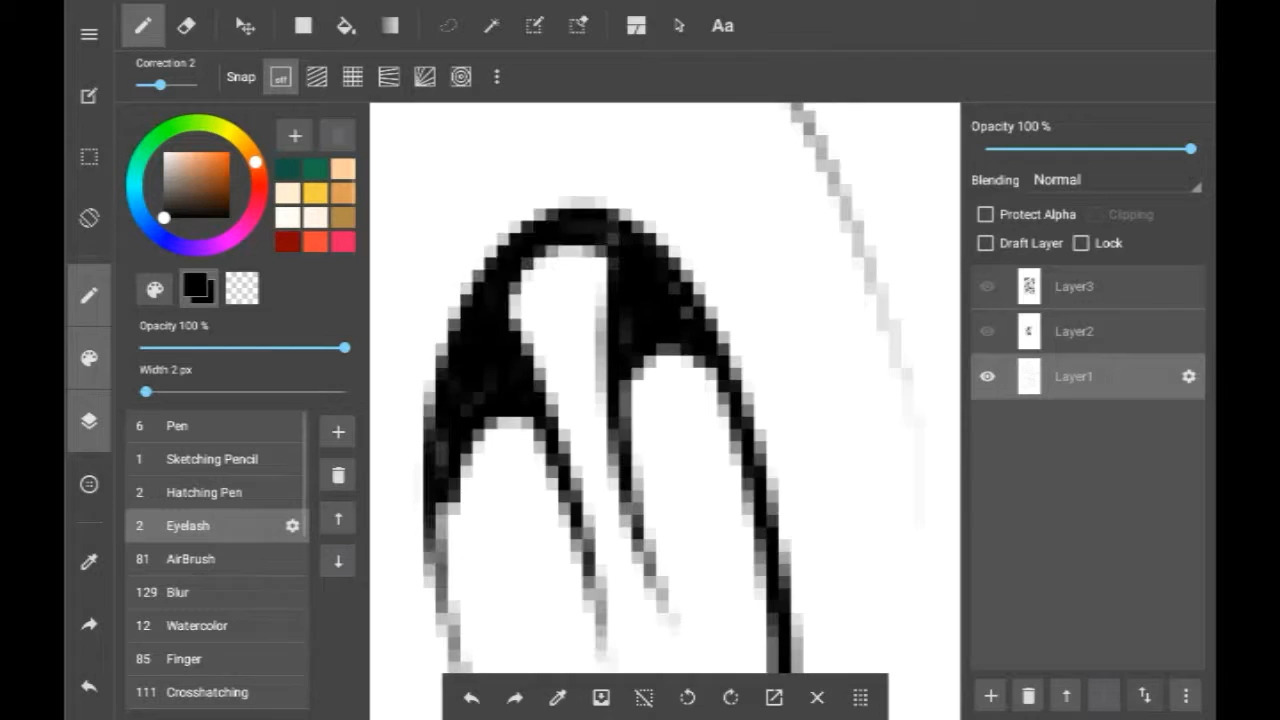 Aa
Correction 2
Snap
off
Opacity 100 %
Width 2 px
6 Pen
1 Sketching Pencil
2 Hatching Pen
2 Eyelash
81 AirBrush
129 Blur
12 Watercolor
85 Finger
111 Crosshatching
Opacity 100 %
Blending Normal
Protect Alpha Clipping
Draft Layer Lock
Layer3
Layer2
Layer1